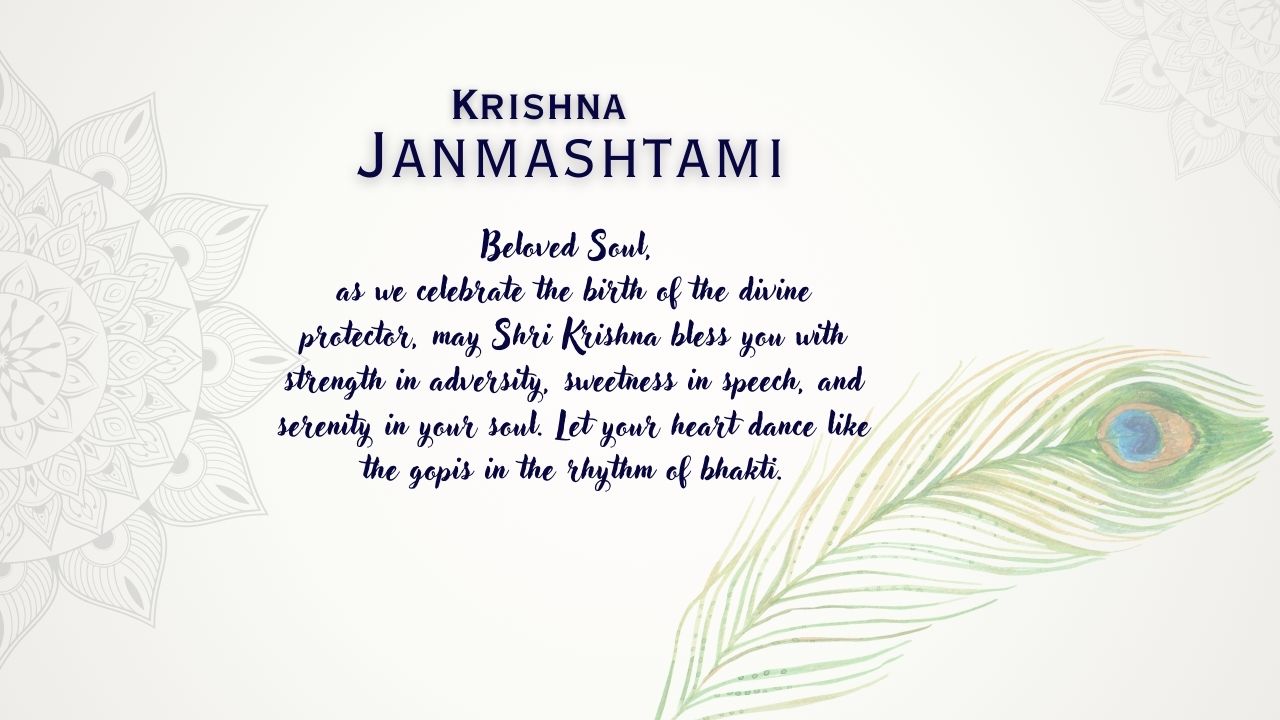 Krishna
Janmashtami
Beloved Soul,
as we celebrate the birth of the divine
protector, may Shri Krishna bless you with
strength in adversity, sweetness in speech, and
serenity in your soul. Let your heart dance like
the gopis in the rhythm of bhakti.